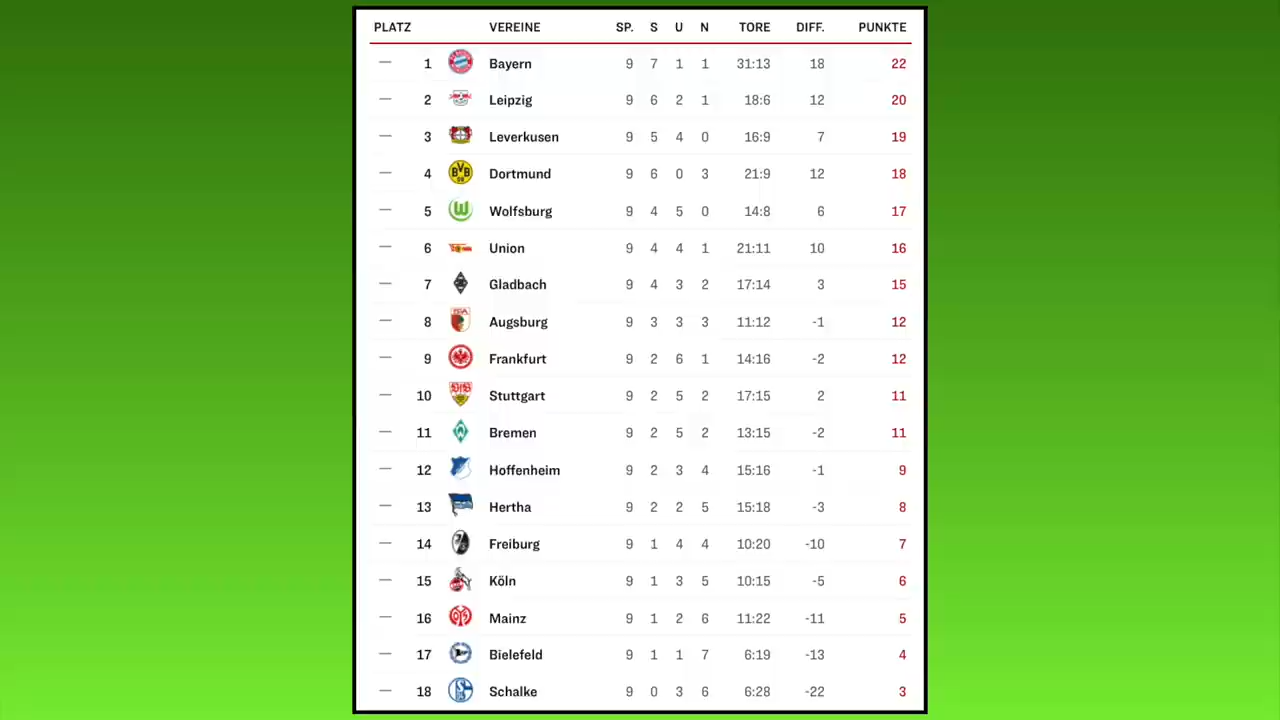 PLATZ VEREINE SP. S U N TORE DIFF. PUNKTE
— 1 Bayern 9 7 1 1 31:13 18 22
— 2 Leipzig 9 6 2 1 18:6 12 20
— 3 Leverkusen 9 5 4 0 16:9 7 19
— 4 Dortmund 9 6 0 3 21:9 12 18
— 5 Wolfsburg 9 4 5 0 14:8 6 17
— 6 Union 9 4 4 1 21:11 10 16
— 7 Gladbach 9 4 3 2 17:14 3 15
— 8 Augsburg 9 3 3 3 11:12 -1 12
— 9 Frankfurt 9 2 6 1 14:16 -2 12
— 10 Stuttgart 9 2 5 2 17:15 2 11
— 11 Bremen 9 2 5 2 13:15 -2 11
— 12 Hoffenheim 9 2 3 4 15:16 -1 9
— 13 Hertha 9 2 2 5 15:18 -3 8
— 14 Freiburg 9 1 4 4 10:20 -10 7
— 15 Köln 9 1 3 5 10:15 -5 6
— 16 Mainz 9 1 2 6 11:22 -11 5
— 17 Bielefeld 9 1 1 7 6:19 -13 4
— 18 Schalke 9 0 3 6 6:28 -22 3